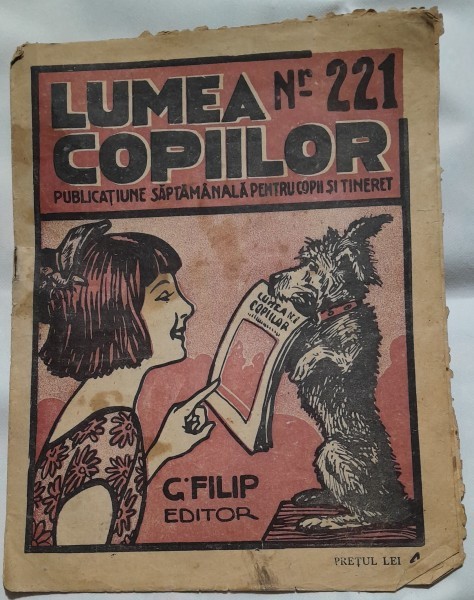 LUMEA Nr 221
COPIILOR
PUBLICAȚIUNE SĂPTĂMÂNALĂ PENTRU COPII ȘI TINERET
LUMEA
COPIILOR
G. FILIP
EDITOR
PREȚUL LEI